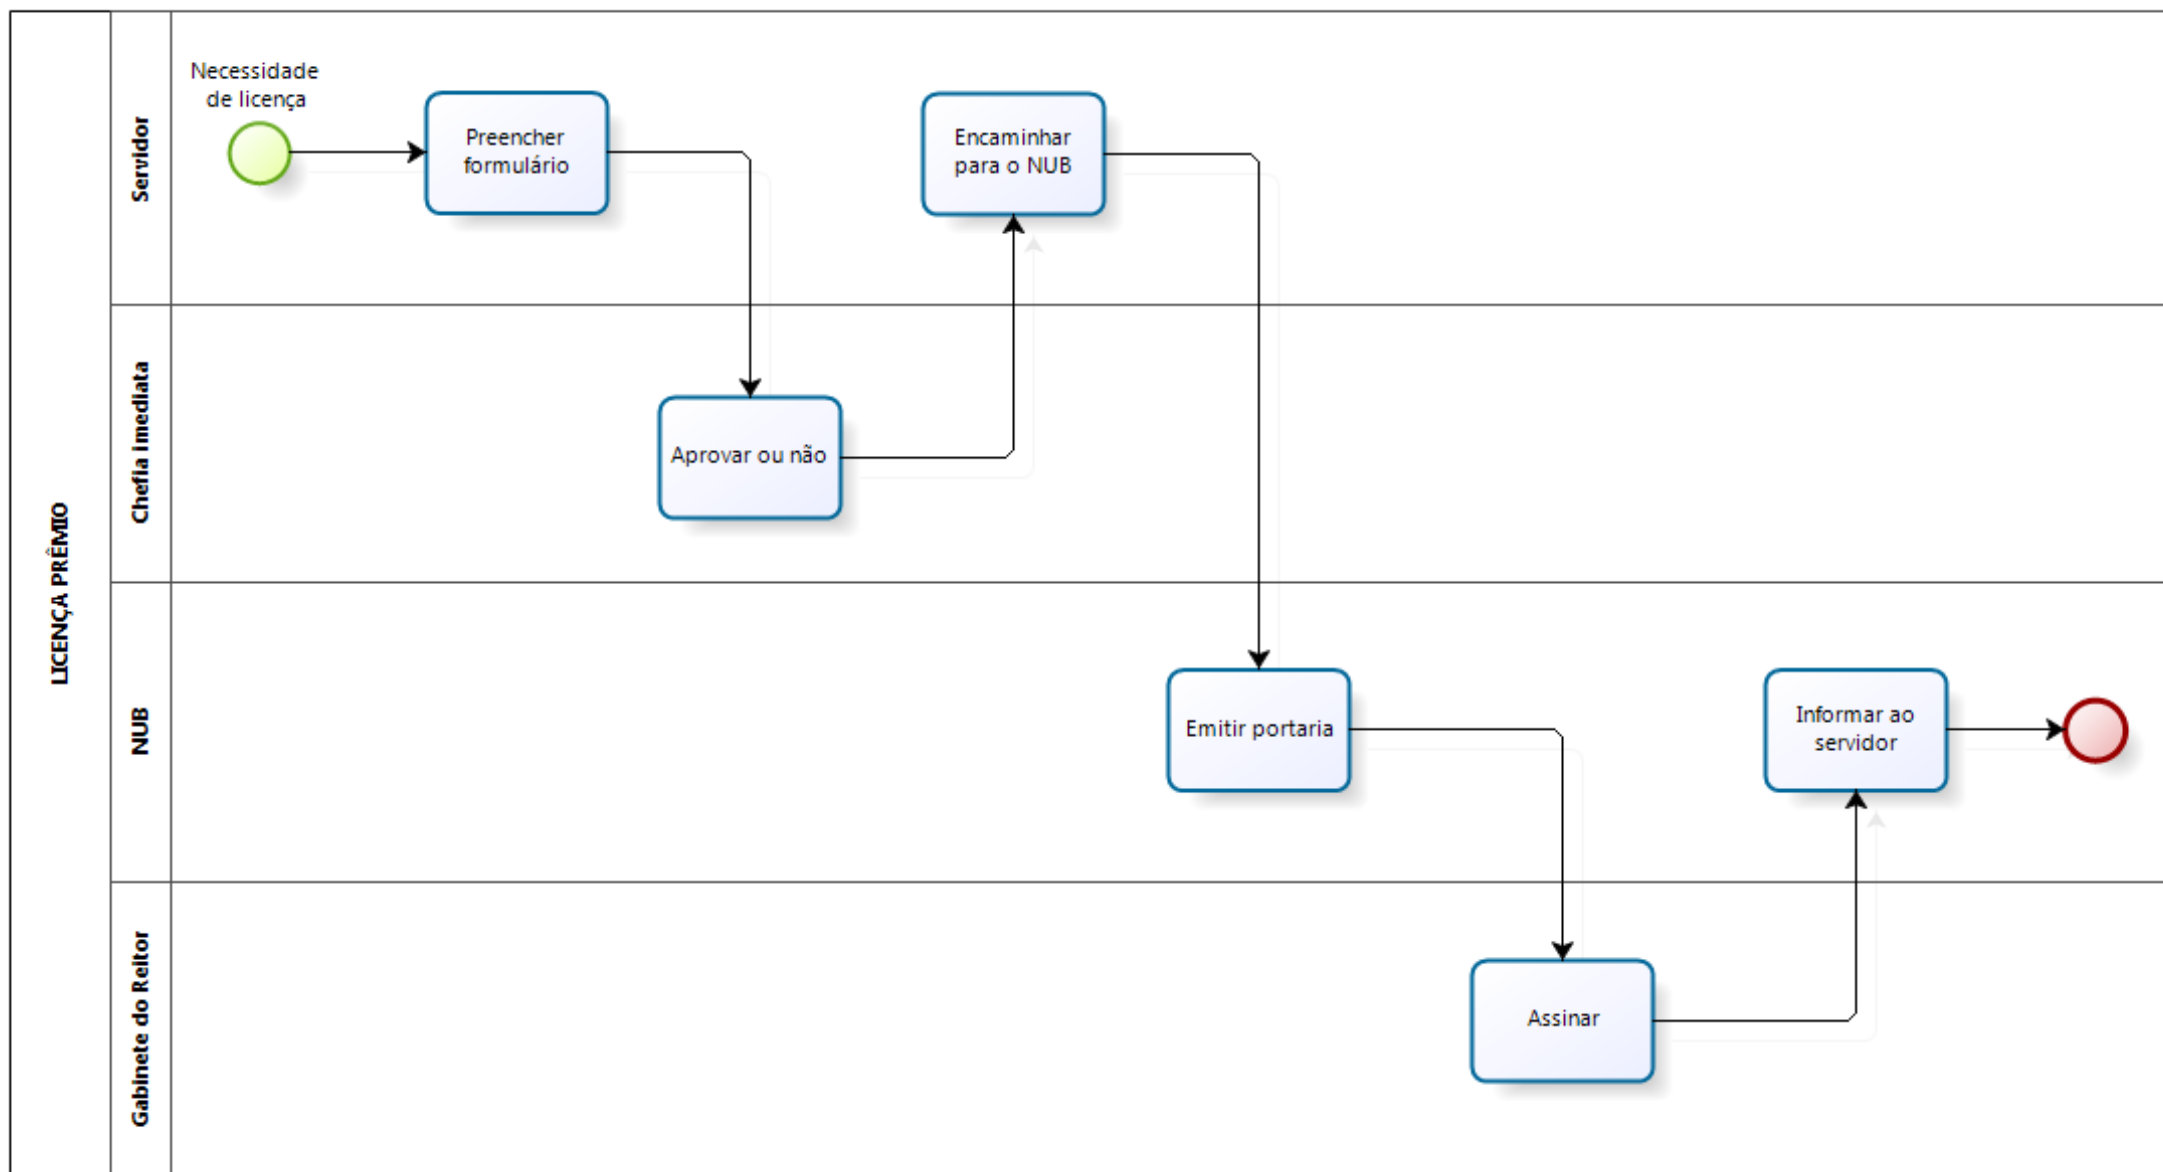 LICENÇA PRÊMIO
Servidor
Necessidade
de licença
Preencher
formulário
Encaminhar
para o NUB
Chefia imediata
Aprovar ou não
NUB
Emitir portaria
Informar ao
servidor
Gabinete do Reitor
Assinar